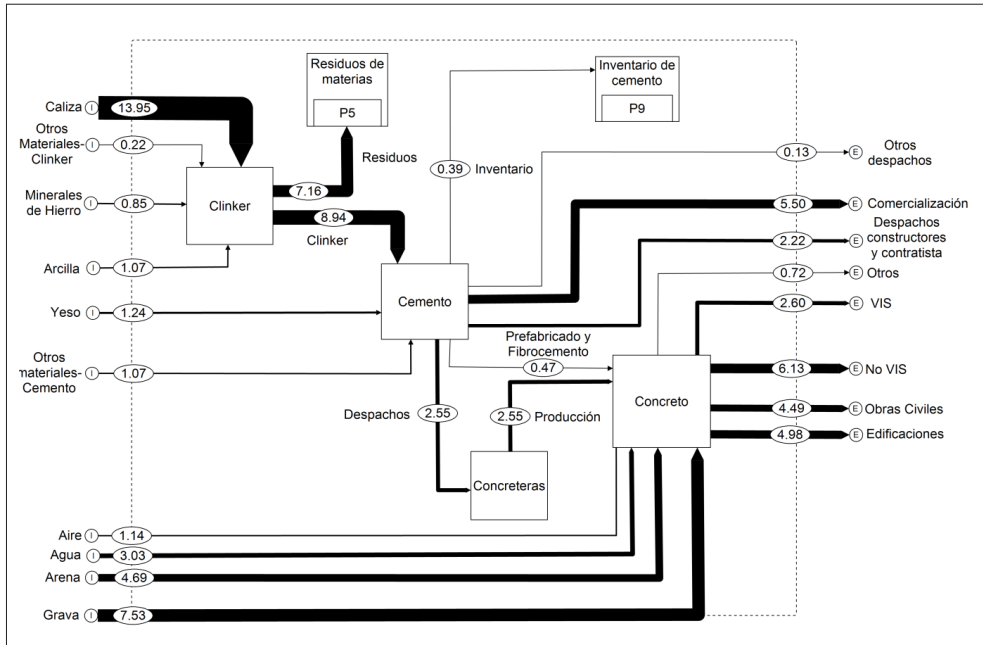 Residuos de
materias
P5
Inventario de
cemento
P9
Caliza
I
13.95
Otros
Materiales-
Clinker
I
0.22
Minerales
de Hierro
I
0.85
Arcilla
I
1.07
Yeso
I
1.24
Otros
materiales-
Cemento
I
1.07
Clinker
7.16
Residuos
8.94
Clinker
0.39
Inventario
Cemento
0.13
E
Otros
despachos
5.50
E
Comercialización
2.22
E
Despachos
constructores
y contratista
0.72
E
Otros
2.60
E
VIS
Prefabricado y
Fibrocemento
0.47
6.13
E
No VIS
Concreto
4.49
E
Obras Civiles
4.98
E
Edificaciones
Despachos
2.55
2.55
Producción
Concreteras
Aire
I
1.14
Agua
I
3.03
Arena
I
4.69
Grava
I
7.53